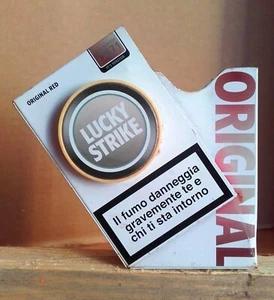 ORIGINAL RED
LUCKY
STRIKE
Il fumo danneggia
gravemente te e
chi ti sta intorno
ORIGINAL